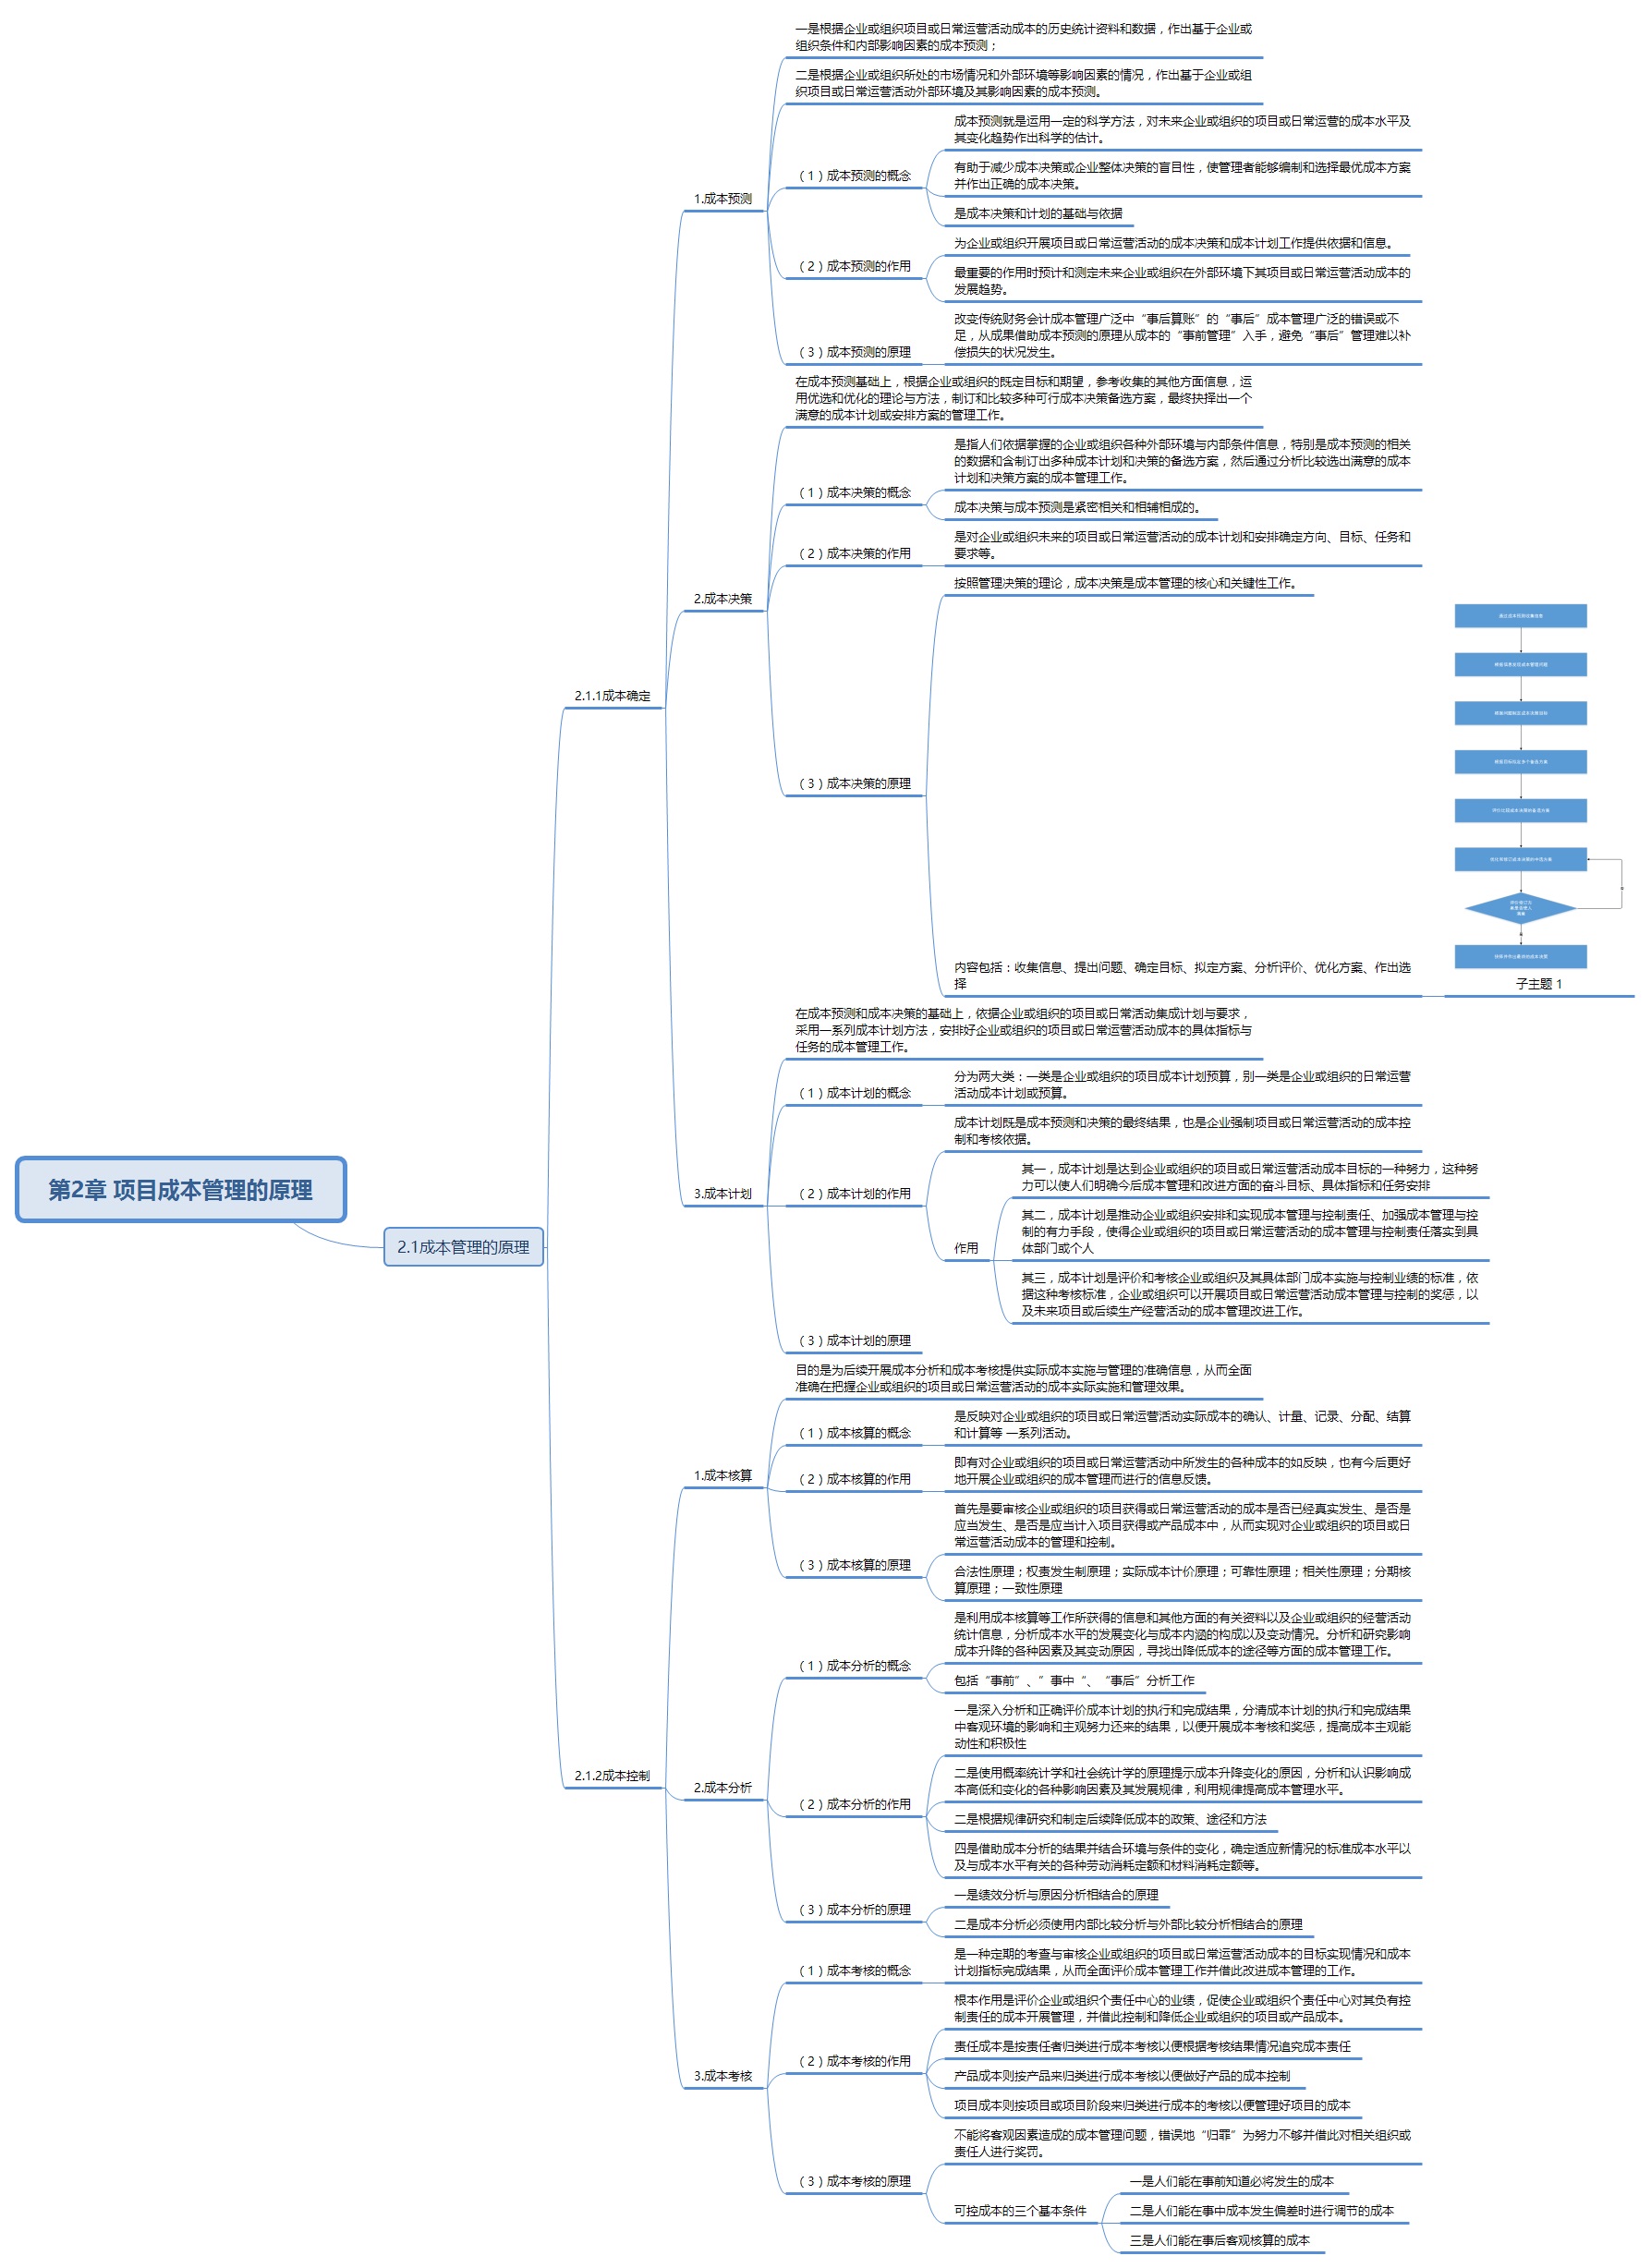 第2章 项目成本管理的原理
2.1成本管理的原理
2.1.1成本确定
1.成本预测
一是根据企业或组织项目或日常运营活动成本的历史统计资料和数据，作出基于企业或
组织条件和内部影响因素的成本预测；
二是根据企业或组织所处的市场情况和外部环境等影响因素的情况，作出基于企业或组
织项目或日常运营活动外部环境及其影响因素的成本预测。
（1）成本预测的概念
成本预测就是运用一定的科学方法，对未来企业或组织的项目或日常运营的成本水平及
其变化趋势作出科学的估计。
有助于减少成本决策或企业整体决策的盲目性，使管理者能够编制和选择最优成本方案
并作出正确的成本决策。
是成本决策和计划的基础与依据
（2）成本预测的作用
为企业或组织开展项目或日常运营活动的成本决策和成本计划工作提供依据和信息。
最重要的作用时预计和测定未来企业或组织在外部环境下其项目或日常运营活动成本的
发展趋势。
（3）成本预测的原理
改变传统财务会计成本管理广泛中“事后算账”的“事后”成本管理广泛的错误或不
足，从成果借助成本预测的原理从成本的“事前管理”入手，避免“事后”管理难以补
偿损失的状况发生。
2.成本决策
在成本预测基础上，根据企业或组织的既定目标和期望，参考收集的其他方面信息，运
用优选和优化的理论与方法，制订和比较多种可行成本决策备选方案，最终抉择出一个
满意的成本计划或安排方案的管理工作。
（1）成本决策的概念
是指人们依据掌握的企业或组织各种外部环境与内部条件信息，特别是成本预测的相关
的数据和含制订出多种成本计划和决策的备选方案，然后通过分析比较选出满意的成本
计划和决策方案的成本管理工作。
成本决策与成本预测是紧密相关和相辅相成的。
（2）成本决策的作用
是对企业或组织未来的项目或日常运营活动的成本计划和安排确定方向、目标、任务和
要求等。
（3）成本决策的原理
按照管理决策的理论，成本决策是成本管理的核心和关键性工作。
内容包括：收集信息、提出问题、确定目标、拟定方案、分析评价、优化方案、作出选
择
子主题 1
3.成本计划
在成本预测和成本决策的基础上，依据企业或组织的项目或日常活动集成计划与要求，
采用一系列成本计划方法，安排好企业或组织的项目或日常运营活动成本的具体指标与
任务的成本管理工作。
（1）成本计划的概念
分为两大类：一类是企业或组织的项目成本计划预算，别一类是企业或组织的日常运营
活动成本计划或预算。
（2）成本计划的作用
成本计划既是成本预测和决策的最终结果，也是企业强制项目或日常运营活动的成本控
制和考核依据。
作用
其一，成本计划是达到企业或组织的项目或日常运营活动成本目标的一种努力，这种努
力可以使人们明确今后成本管理和改进方面的奋斗目标、具体指标和任务安排
其二，成本计划是推动企业或组织安排和实现成本管理与控制责任、加强成本管理与控
制的有力手段，使得企业或组织的项目或日常运营活动的成本管理与控制责任落实到具
体部门或个人
其三，成本计划是评价和考核企业或组织及其具体部门成本实施与控制业绩的标准，依
据这种考核标准，企业或组织可以开展项目或日常运营活动成本管理与控制的奖惩，以
及未来项目或后续生产经营活动的成本管理改进工作。
（3）成本计划的原理
2.1.2成本控制
1.成本核算
目的是为后续开展成本分析和成本考核提供实际成本实施与管理的准确信息，从而全面
准确在把握企业或组织的项目或日常运营活动的成本实际实施和管理效果。
（1）成本核算的概念
是反映对企业或组织的项目或日常运营活动实际成本的确认、计量、记录、分配、结算
和计算等 一系列活动。
（2）成本核算的作用
即有对企业或组织的项目或日常运营活动中所发生的各种成本的如反映，也有今后更好
地开展企业或组织的成本管理而进行的信息反馈。
（3）成本核算的原理
首先是要审核企业或组织的项目获得或日常运营活动的成本是否已经真实发生、是否是
应当发生、是否是应当计入项目获得或产品成本中，从而实现对企业或组织的项目或日
常运营活动成本的管理和控制。
合法性原理；权责发生制原理；实际成本计价原理；可靠性原理；相关性原理；分期核
算原理；一致性原理
2.成本分析
（1）成本分析的概念
是利用成本核算等工作所获得的信息和其他方面的有关资料以及企业或组织的经营活动
统计信息，分析成本水平的发展变化与成本内涵的构成以及变动情况。分析和研究影响
成本升降的各种因素及其变动原因，寻找出降低成本的途径等方面的成本管理工作。
包括“事前”、”事中“、“事后”分析工作
（2）成本分析的作用
一是深入分析和正确评价成本计划的执行和完成结果，分清成本计划的执行和完成结果
中客观环境的影响和主观努力还来的结果，以便开展成本考核和奖惩，提高成本主观能
动性和积极性
二是使用概率统计学和社会统计学的原理提示成本升降变化的原因，分析和认识影响成
本高低和变化的各种影响因素及其发展规律，利用规律提高成本管理水平。
二是根据规律研究和制定后续降低成本的政策、途径和方法
四是借助成本分析的结果并结合环境与条件的变化，确定适应新情况的标准成本水平以
及与成本水平有关的各种劳动消耗定额和材料消耗定额等。
（3）成本分析的原理
一是绩效分析与原因分析相结合的原理
二是成本分析必须使用内部比较分析与外部比较分析相结合的原理
3.成本考核
（1）成本考核的概念
是一种定期的考查与审核企业或组织的项目或日常运营活动成本的目标实现情况和成本
计划指标完成结果，从而全面评价成本管理工作并借此改进成本管理的工作。
（2）成本考核的作用
根本作用是评价企业或组织个责任中心的业绩，促使企业或组织个责任中心对其负有控
制责任的成本开展管理，并借此控制和降低企业或组织的项目或产品成本。
责任成本是按责任者归类进行成本考核以便根据考核结果情况追究成本责任
产品成本则按产品来归类进行成本考核以便做好产品的成本控制
项目成本则按项目或项目阶段来归类进行成本的考核以便管理好项目的成本
（3）成本考核的原理
不能将客观因素造成的成本管理问题，错误地“归罪”为努力不够并借此对相关组织或
责任人进行奖罚。
可控成本的三个基本条件
一是人们能在事前知道必将发生的成本
二是人们能在事中成本发生偏差时进行调节的成本
三是人们能在事后客观核算的成本